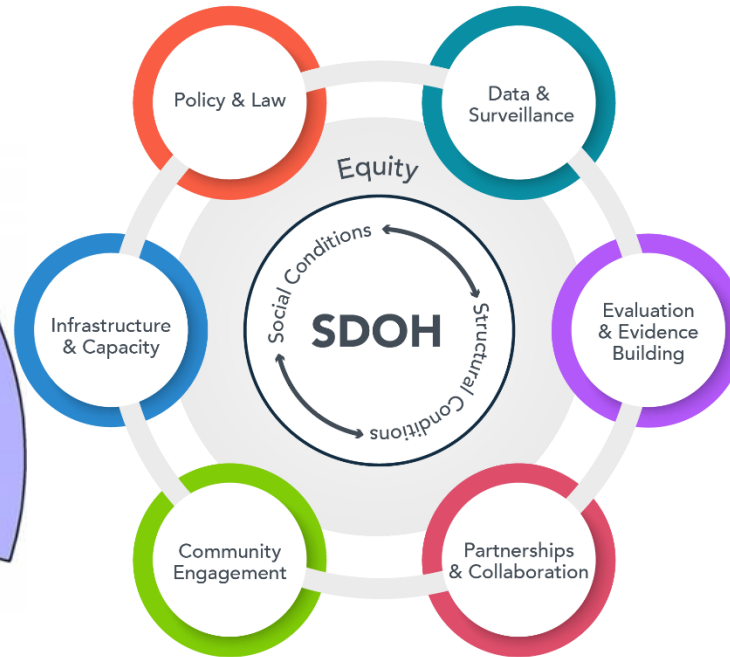 Policy & Law
Data &
Surveillance
Equity
Social Conditions
Structural Conditions
SDOH
Infrastructure
& Capacity
Evaluation
& Evidence
Building
Community
Engagement
Partnerships
& Collaboration